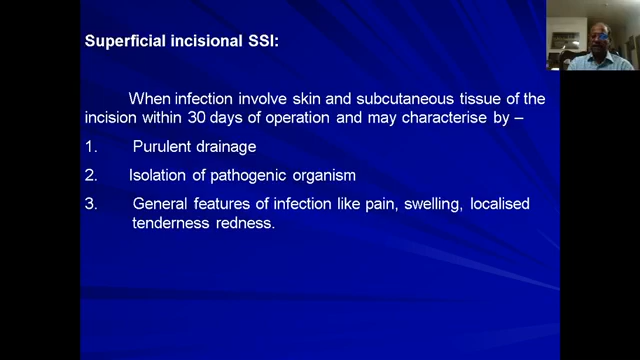 Superficial incisional SSI:
When infection involve skin and subcutaneous tissue of the
incision within 30 days of operation and may characterise by –
1. Purulent drainage
2. Isolation of pathogenic organism
3. General features of infection like pain, swelling, localised
tenderness redness.